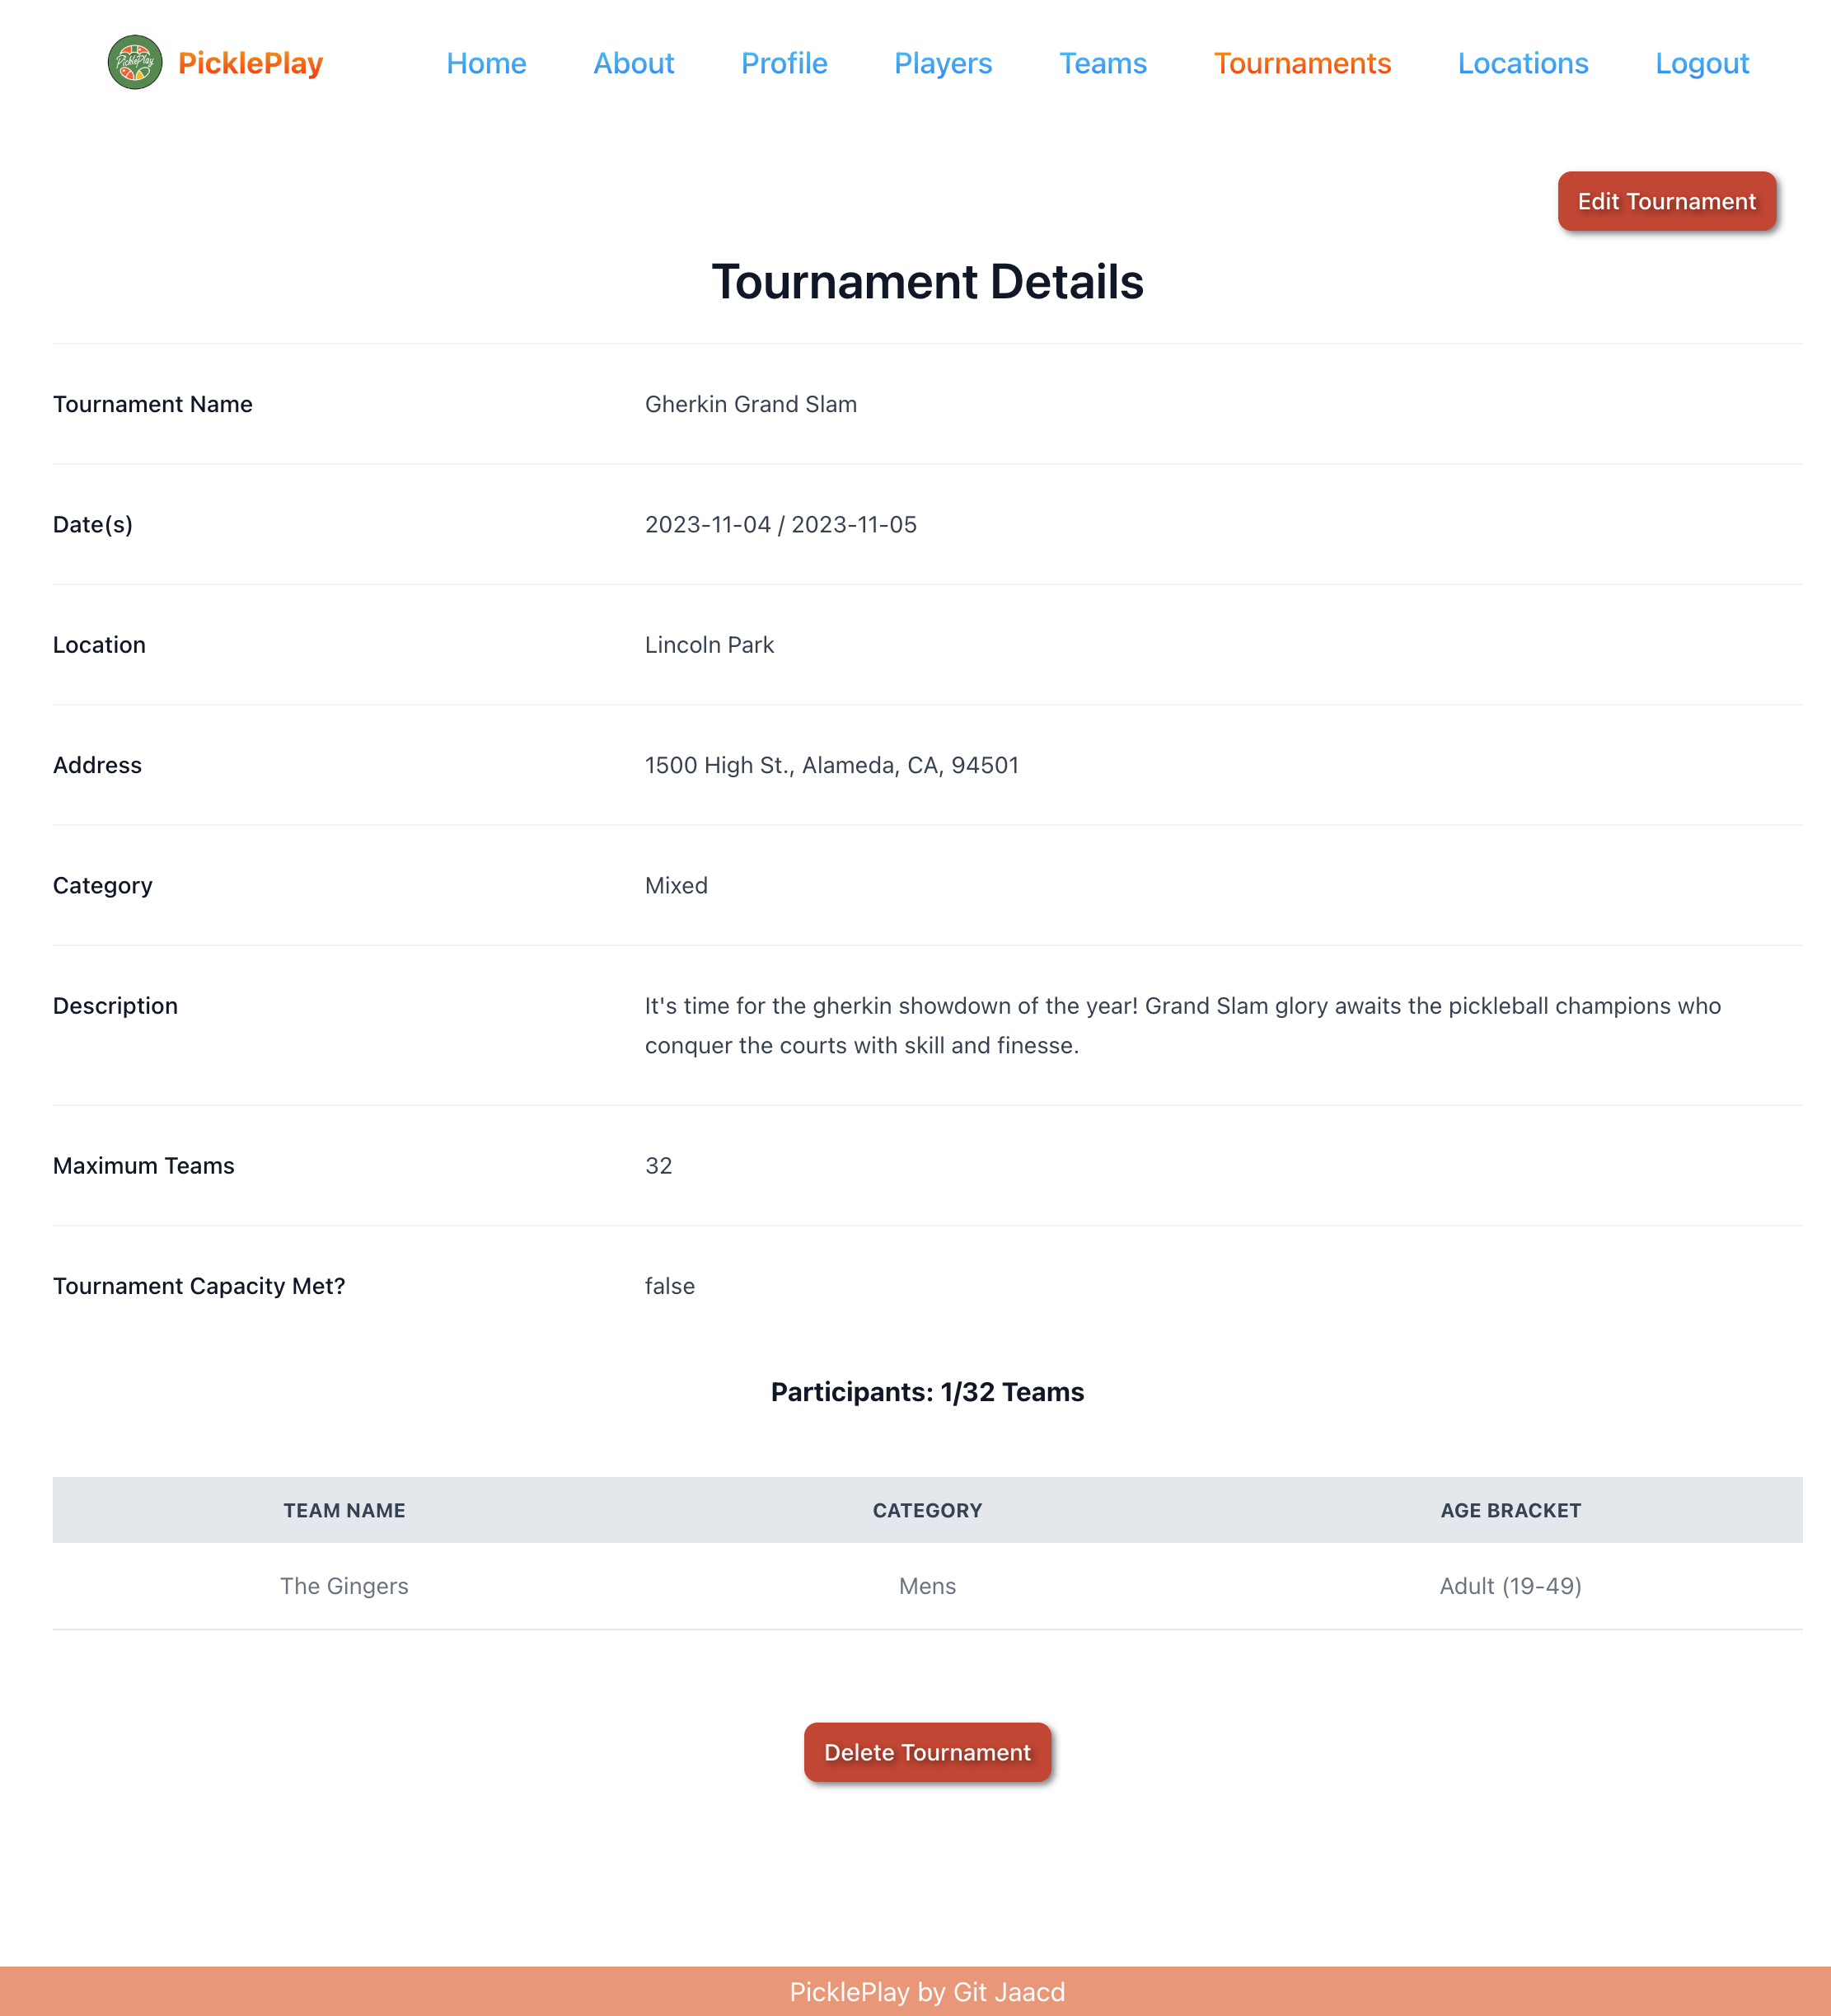 PicklePlay
PicklePlay Home About Profile Players Teams Tournaments Locations Logout
Edit Tournament
Tournament Details
Tournament Name Gherkin Grand Slam
Date(s) 2023-11-04 / 2023-11-05
Location Lincoln Park
Address 1500 High St., Alameda, CA, 94501
Category Mixed
Description It's time for the gherkin showdown of the year! Grand Slam glory awaits the pickleball champions who
conquer the courts with skill and finesse.
Maximum Teams 32
Tournament Capacity Met? false
Participants: 1/32 Teams
TEAM NAME CATEGORY AGE BRACKET
The Gingers Mens Adult (19-49)
Delete Tournament
PicklePlay by Git Jaacd